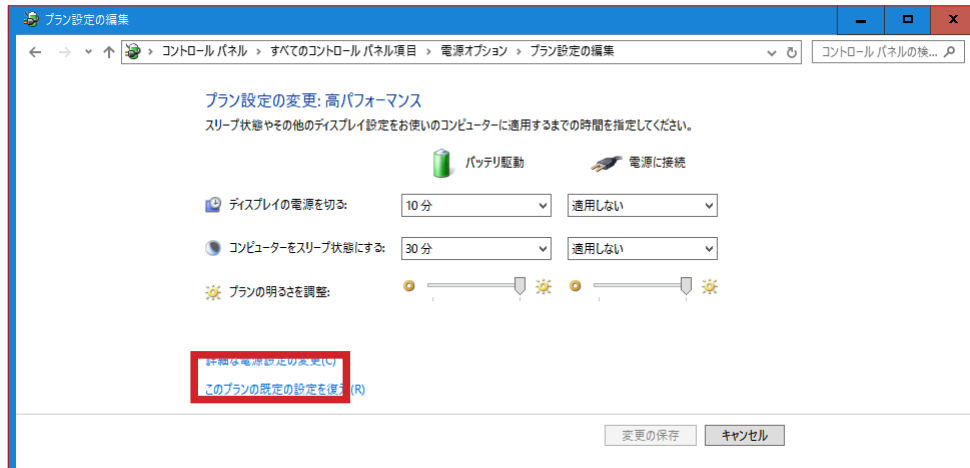 プラン設定の編集
コントロール パネル › すべてのコントロール パネル項目 › 電源オプション › プラン設定の編集
コントロール パネルの検...
プラン設定の変更: 高パフォーマンス
スリープ状態やその他のディスプレイ設定をお使いのコンピューターに適用するまでの時間を指定してください。
バッテリ駆動 電源に接続
ディスプレイの電源を切る: 10 分 適用しない
コンピューターをスリープ状態にする: 30 分 適用しない
プランの明るさを調整:
詳細な電源設定の変更(C)
このプランの既定の設定を復元(R)
変更の保存 キャンセル